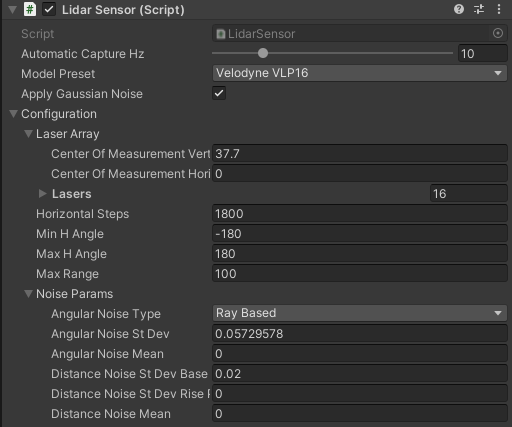 # Lidar Sensor (Script)
Script LidarSensor
Automatic Capture Hz 10
Model Preset Velodyne VLP16
Apply Gaussian Noise
Configuration
Laser Array
Center Of Measurement Vert 37.7
Center Of Measurement Hori 0
Lasers 16
Horizontal Steps 1800
Min H Angle -180
Max H Angle 180
Max Range 100
Noise Params
Angular Noise Type Ray Based
Angular Noise St Dev 0.05729578
Angular Noise Mean 0
Distance Noise St Dev Base 0.02
Distance Noise St Dev Rise 0
Distance Noise Mean 0